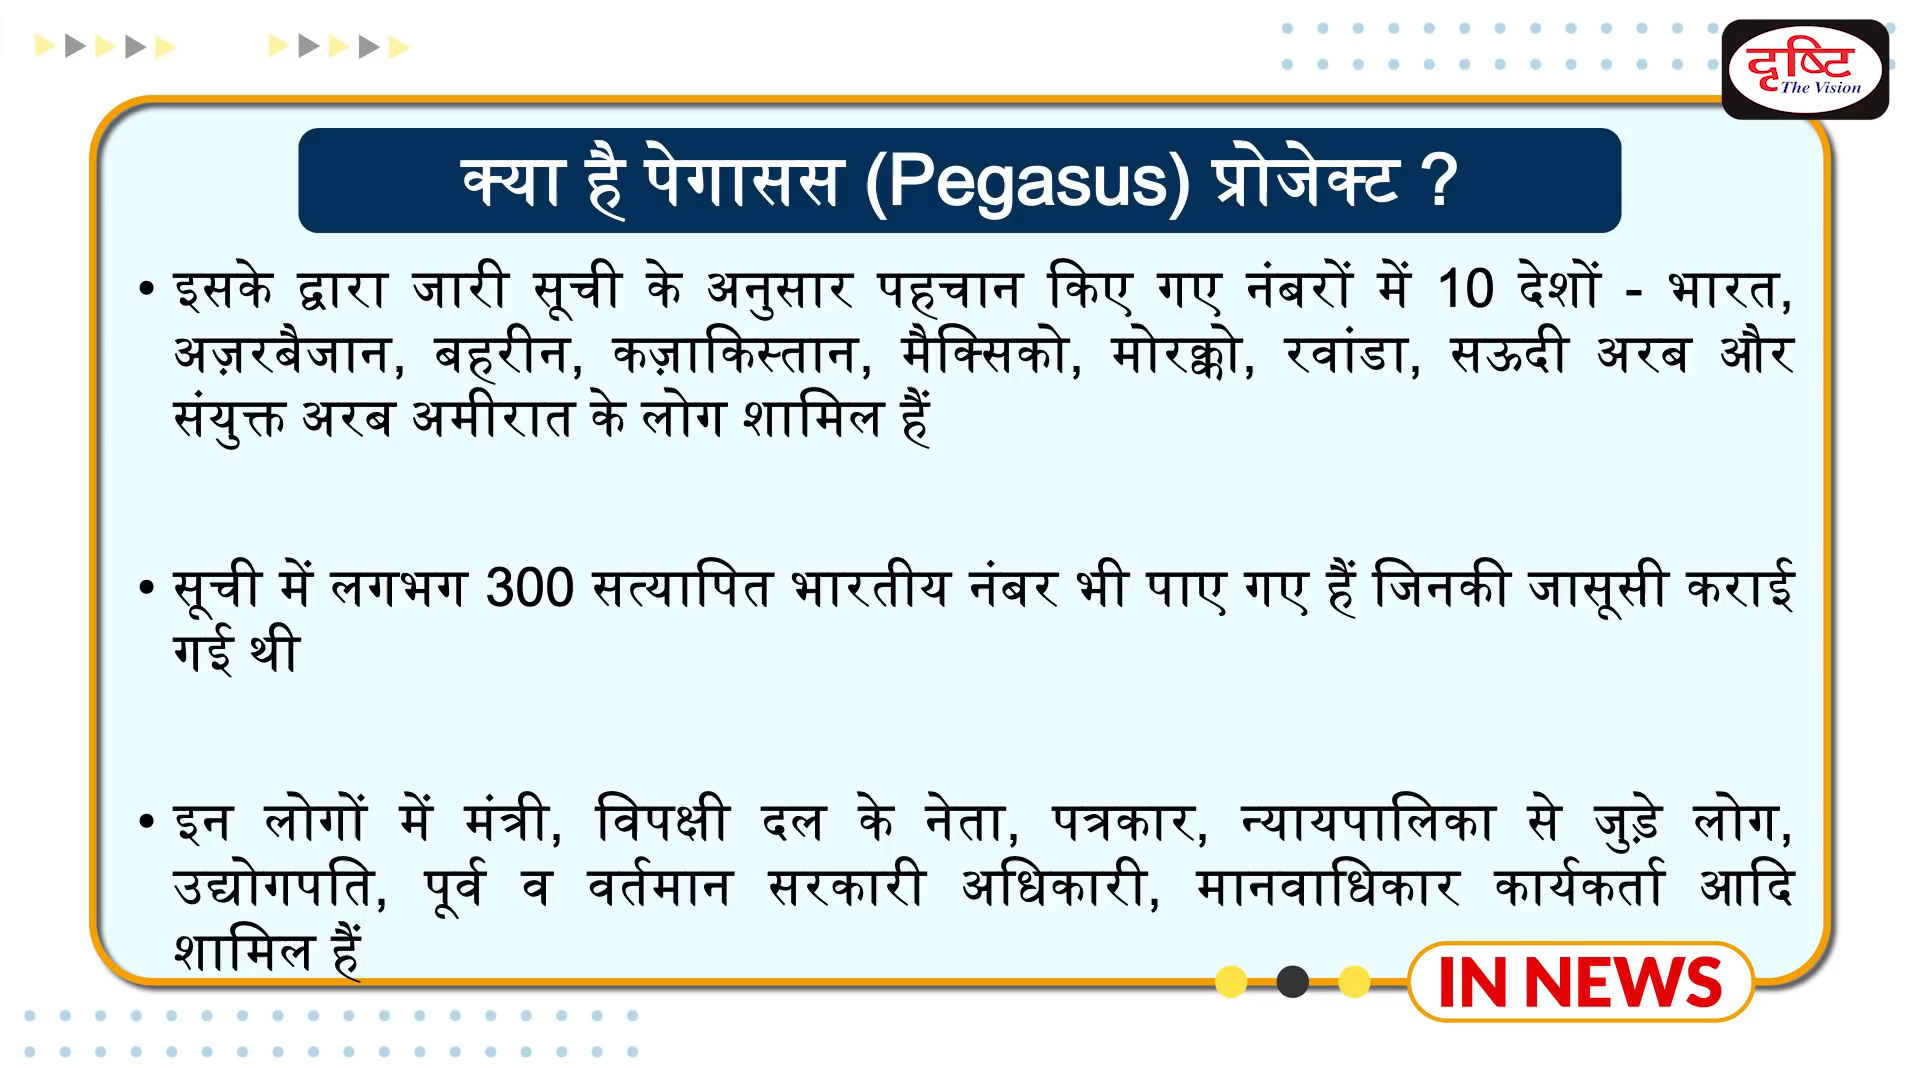 दृष्टि
The Vision
क्या है पेगासस (Pegasus) प्रोजेक्ट ?
• इसके द्वारा जारी सूची के अनुसार पहचान किए गए नंबरों में 10 देशों - भारत,
अज़रबैजान, बहरीन, कज़ाकिस्तान, मैक्सिको, मोरक्को, रवांडा, सऊदी अरब और
संयुक्त अरब अमीरात के लोग शामिल हैं
• सूची में लगभग 300 सत्यापित भारतीय नंबर भी पाए गए हैं जिनकी जासूसी कराई
गई थी
• इन लोगों में मंत्री, विपक्षी दल के नेता, पत्रकार, न्यायपालिका से जुड़े लोग,
उद्योगपति, पूर्व व वर्तमान सरकारी अधिकारी, मानवाधिकार कार्यकर्ता आदि
शामिल हैं
IN NEWS